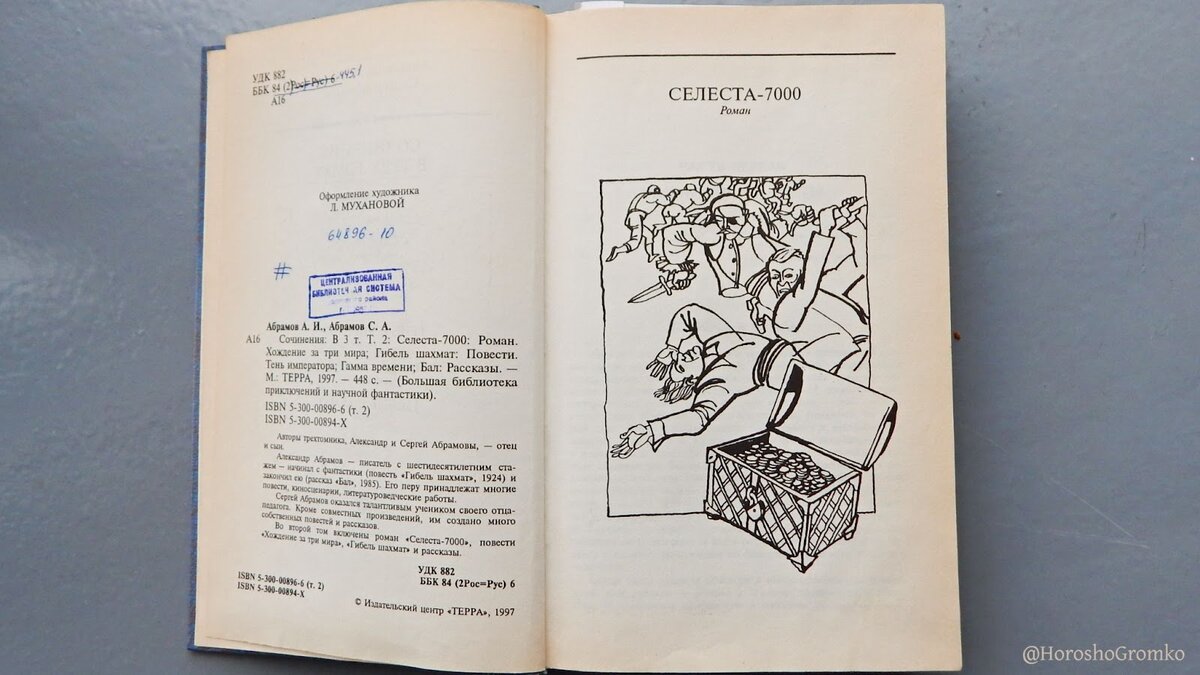 УДК 882
ББК 84 (2Рос=Рус) 6-445.1
А16
Оформление художника
Л. МУХАНОВОЙ
64896-10
#
ЦЕНТРАЛИЗОВАННАЯ
СИСТЕМА
района
Абрамов А. И., Абрамов С. А.
А16 Сочинения: В 3 т. Т. 2: Селеста-7000: Роман.
Хождение за три мира; Гибель шахмат: Повести.
Тень императора; Гамма времени; Бал: Рассказы. —
М.: ТЕРРА, 1997. — 448 с. — (Большая библиотека
приключений и научной фантастики).
ISBN 5-300-00896-6 (т. 2)
ISBN 5-300-00894-X
Авторы трехтомника, Александр и Сергей Абрамовы, — отец
и сын.
Александр Абрамов — писатель с шестидесятилетним ста-
жем — начинал с фантастики (повесть «Гибель шахмат», 1924) и
закончил ею (рассказ «Бал», 1985). Его перу принадлежат многие
повести, киносценарии, литературоведческие работы.
Сергей Абрамов оказался талантливым учеником своего отца-
педагога. Кроме совместных произведений, им создано много
собственных повестей и рассказов.
Во второй том включены роман «Селеста-7000», повести
«Хождение за три мира», «Гибель шахмат» и рассказы.
УДК 882
ББК 84 (2Рос=Рус) 6
ISBN 5-300-00896-6 (т. 2)
ISBN 5-300-00894-X
© Издательский центр «ТЕРРА», 1997
СЕЛЕСТА-7000
Роман
@HoroshoGromko